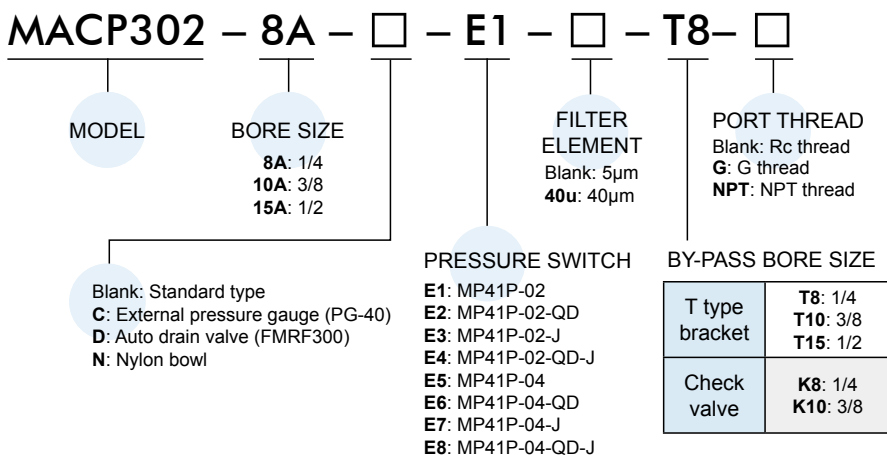 MACP302 – 8A – □ – E1 – □ – T8– □
MODEL
BORE SIZE
8A: 1/4
10A: 3/8
15A: 1/2
FILTER
ELEMENT
Blank: 5µm
40u: 40µm
PORT THREAD
Blank: Rc thread
G: G thread
NPT: NPT thread
Blank: Standard type
C: External pressure gauge (PG-40)
D: Auto drain valve (FMRF300)
N: Nylon bowl
PRESSURE SWITCH
E1: MP41P-02
E2: MP41P-02-QD
E3: MP41P-02-J
E4: MP41P-02-QD-J
E5: MP41P-04
E6: MP41P-04-QD
E7: MP41P-04-J
E8: MP41P-04-QD-J
BY-PASS BORE SIZE
T type
bracket
T8: 1/4
T10: 3/8
T15: 1/2
Check
valve
K8: 1/4
K10: 3/8